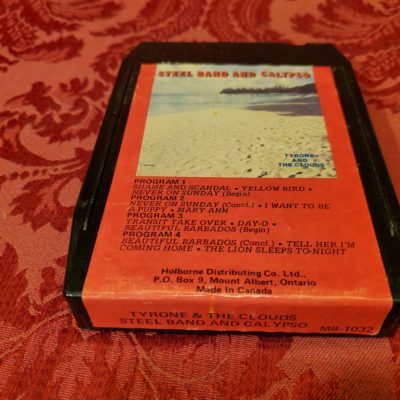 STEEL BAND AND CALYPSO
TYRONE
AND
THE CLOUDS
PROGRAM 1
SHAME AND SCANDAL • YELLOW BIRD •
NEVER ON SUNDAY (Begin)
PROGRAM 2
NEVER ON SUNDAY (Concl.) • I WANT TO BE
A PUPPY • MARY ANN
PROGRAM 3
TRANSIT TAKE OVER • DAY-O •
BEAUTIFUL BARBADOS (Begin)
PROGRAM 4
BEAUTIFUL BARBADOS (Concl.) • TELL HER I'M
COMING HOME • THE LION SLEEPS TO-NIGHT
Holborne Distributing Co. Ltd.,
P.O. Box 9, Mount Albert, Ontario
Made In Canada
TYRONE & THE CLOUDS
STEEL BAND AND CALYPSO MB-1032